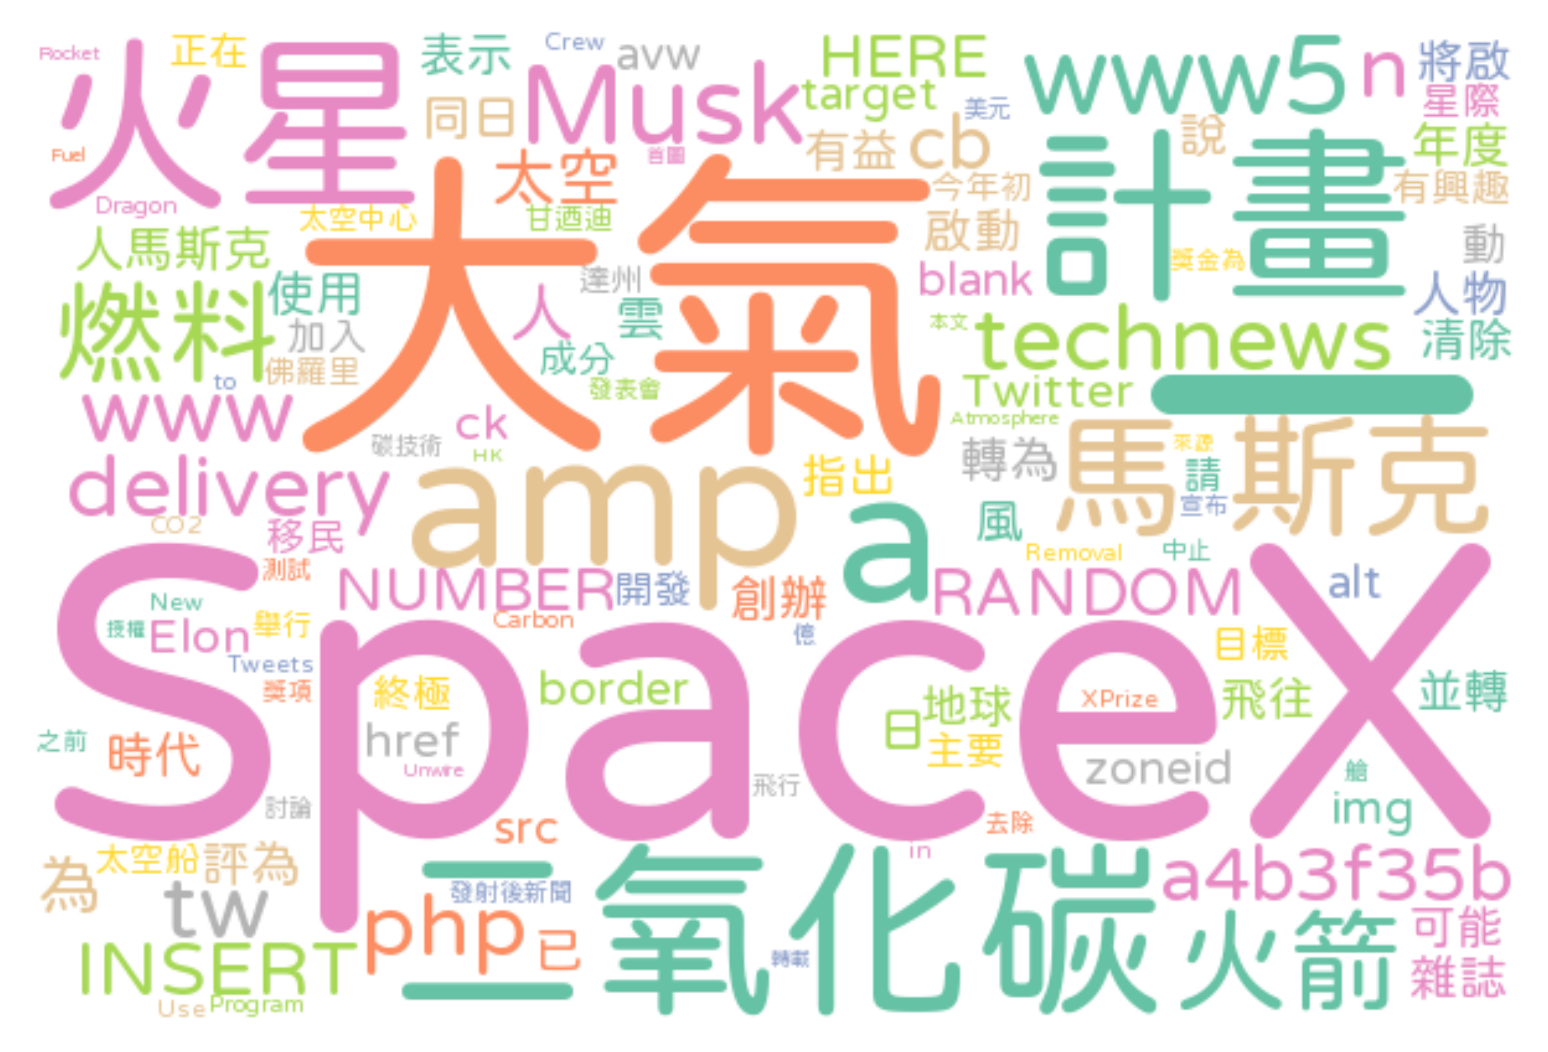 Rocket
正在
表示
Crew
avw
HERE
www5
n
將啟
火星
同日
Musk
target
美元
星際
Fuel
首圖
有益
cb
說
年度
計畫
Dragon
太空
今年初
有興趣
太空中心
甘迺迪
大氣
啟動
動
人馬斯克
獎金為
使用
達州
blank
人物
燃料
加入
人
雲
本文
technews
清除
佛羅里
成分
to
發表會
Twitter
一
www
ck
Atmosphere
碳技術
HK
轉為
馬斯克
來源
delivery
amp
指出
請
宣布
CO2
移民
a
風
Removal
中止
測試
NUMBER
開發
創辦
RANDOM
alt
New
Carbon
授權
Elon
舉行
億
目標
Tweets
SpaceX
獎項
終極
border
地球
XPrize
飛往
並轉
之前
時代
href
日
主要
Unwire
zoneid
艙
飛行
討論
src
去除
img
in
為
太空船
評為
二氧化碳
a4b3f35b
tw
發射後新聞
php
已
火箭
可能
轉載
INSERT
雜誌
Use
Program